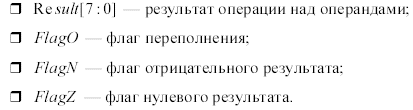 ❒ Result[7:0] — результат операции над операндами;
❒ FlagO — флаг переполнения;
❒ FlagN — флаг отрицательного результата;
❒ FlagZ — флаг нулевого результата.